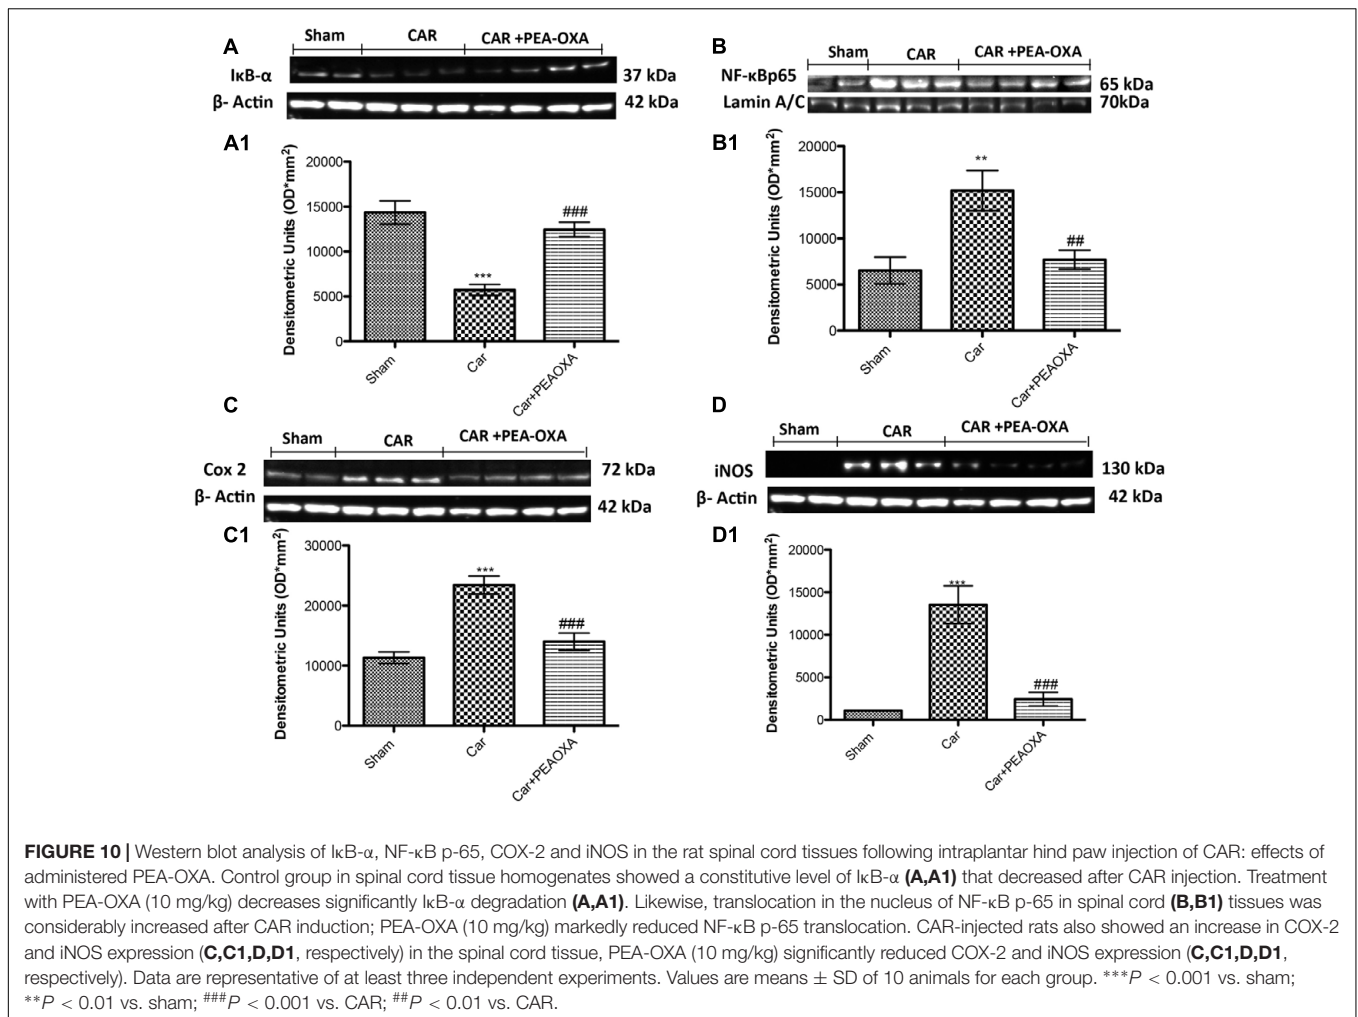 A
Sham CAR CAR +PEA-OXA
IκB-α 37 kDa
β- Actin 42 kDa
A1
Densitometric Units (OD*mm²)
20000
15000
10000
5000
0
***
###
Sham
Car
Car+PEAOXA
B
Sham CAR CAR +PEA-OXA
NF-κBp65 65 kDa
Lamin A/C 70kDa
B1
Densitometric Units (OD*mm²)
20000
15000
10000
5000
0
**
##
Sham
Car
Car+PEAOXA
C
Sham CAR CAR +PEA-OXA
Cox 2 72 kDa
β- Actin 42 kDa
C1
Densitometric Units (OD*mm²)
30000
20000
10000
0
***
###
Sham
Car
Car+PEAOXA
D
Sham CAR CAR +PEA-OXA
iNOS 130 kDa
β- Actin 42 kDa
D1
Densitometric Units (OD*mm²)
20000
15000
10000
5000
0
***
###
Sham
Car
Car+PEAOXA
FIGURE 10 | Western blot analysis of IκB-α, NF-κB p-65, COX-2 and iNOS in the rat spinal cord tissues following intraplantar hind paw injection of CAR: effects of
administered PEA-OXA. Control group in spinal cord tissue homogenates showed a constitutive level of IκB-α (A,A1) that decreased after CAR injection. Treatment
with PEA-OXA (10 mg/kg) decreases significantly IκB-α degradation (A,A1). Likewise, translocation in the nucleus of NF-κB p-65 in spinal cord (B,B1) tissues was
considerably increased after CAR induction; PEA-OXA (10 mg/kg) markedly reduced NF-κB p-65 translocation. CAR-injected rats also showed an increase in COX-2
and iNOS expression (C,C1,D,D1, respectively) in the spinal cord tissue, PEA-OXA (10 mg/kg) significantly reduced COX-2 and iNOS expression (C,C1,D,D1,
respectively). Data are representative of at least three independent experiments. Values are means ± SD of 10 animals for each group. ***P < 0.001 vs. sham;
**P < 0.01 vs. sham; ###P < 0.001 vs. CAR; ##P < 0.01 vs. CAR.